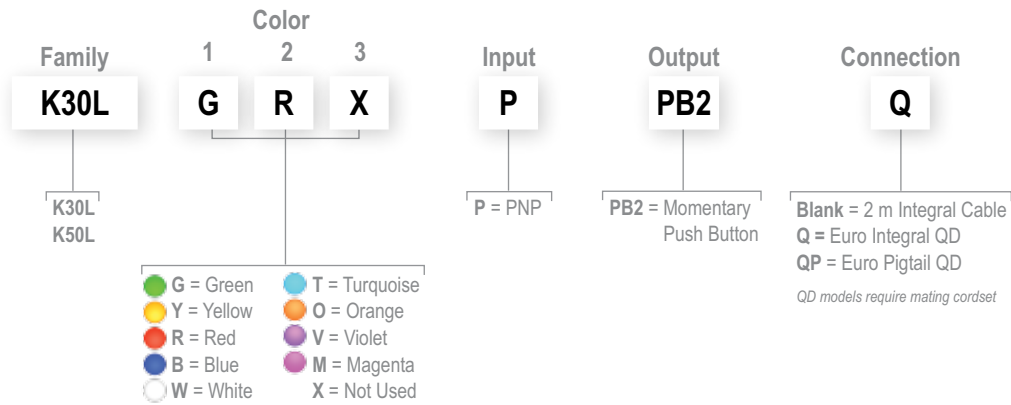 Color
Family 1 2 3 Input Output Connection
K30L G R X P PB2 Q
K30L
K50L
G = Green
Y = Yellow
R = Red
B = Blue
W = White
T = Turquoise
O = Orange
V = Violet
M = Magenta
X = Not Used
P = PNP
PB2 = Momentary
Push Button
Blank = 2 m Integral Cable
Q = Euro Integral QD
QP = Euro Pigtail QD
QD models require mating cordset